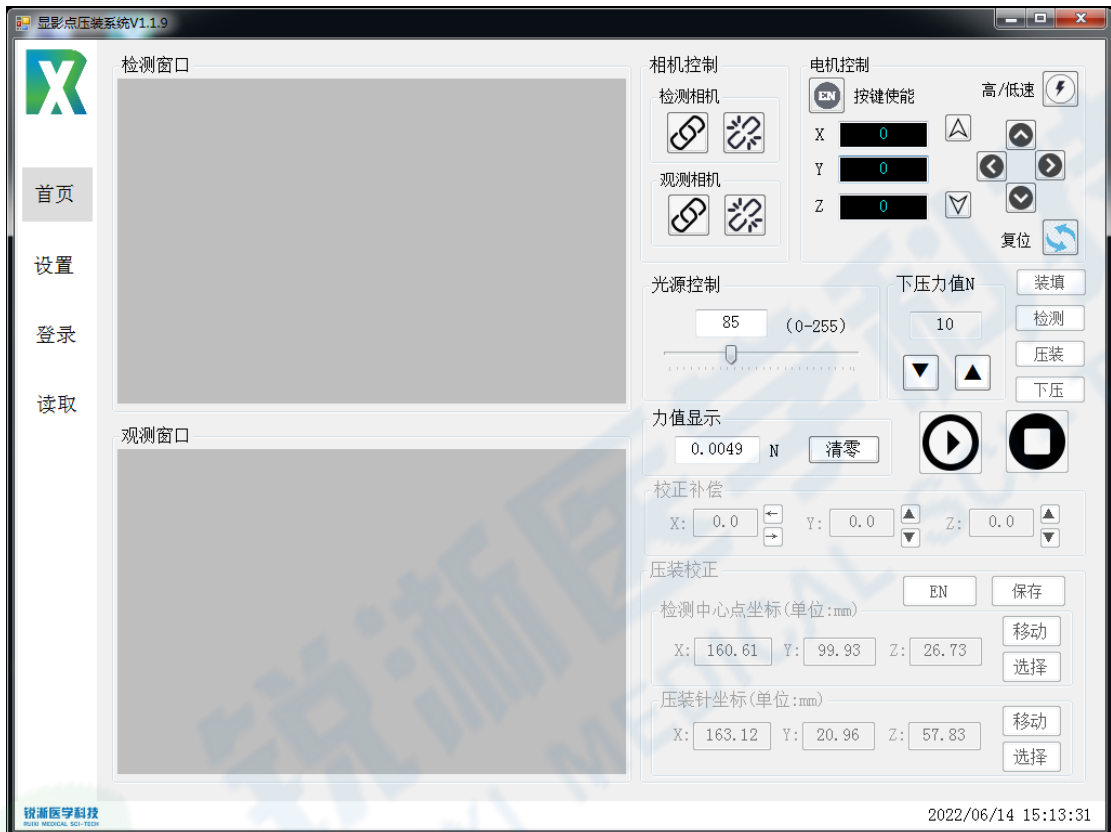 显影点压装系统V1.1.9
首页
设置
登录
读取
锐浙医学科技
RUIXI MEDICAL SCI-TECH
检测窗口
观测窗口
相机控制
检测相机
观测相机
电机控制
EN 按键使能 高/低速
X 0
Y 0
Z 0
复位
光源控制
85 (0-255)
下压力值N
10
装填
检测
压装
下压
力值显示
0.0049 N 清零
校正补偿
X: 0.0 Y: 0.0 Z: 0.0
压装校正
EN 保存
检测中心点坐标(单位:mm)
X: 160.61 Y: 99.93 Z: 26.73
移动
选择
压装针坐标(单位:mm)
X: 163.12 Y: 20.96 Z: 57.83
移动
选择
2022/06/14 15:13:31